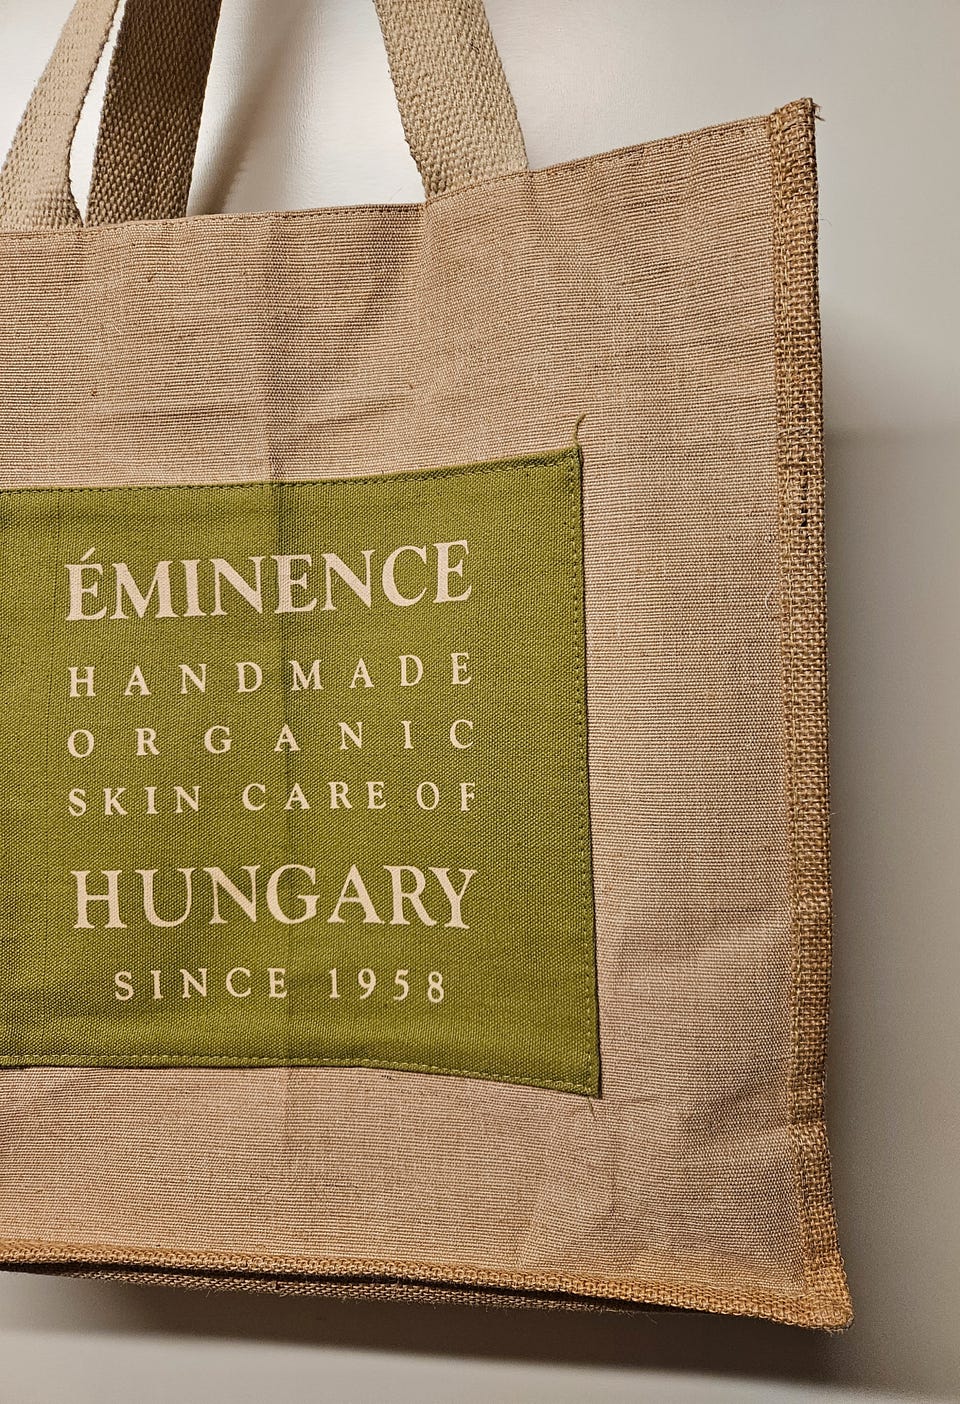 ÉMINENCE
HANDMADE
ORGANIC
SKIN CARE OF
HUNGARY
SINCE 1958